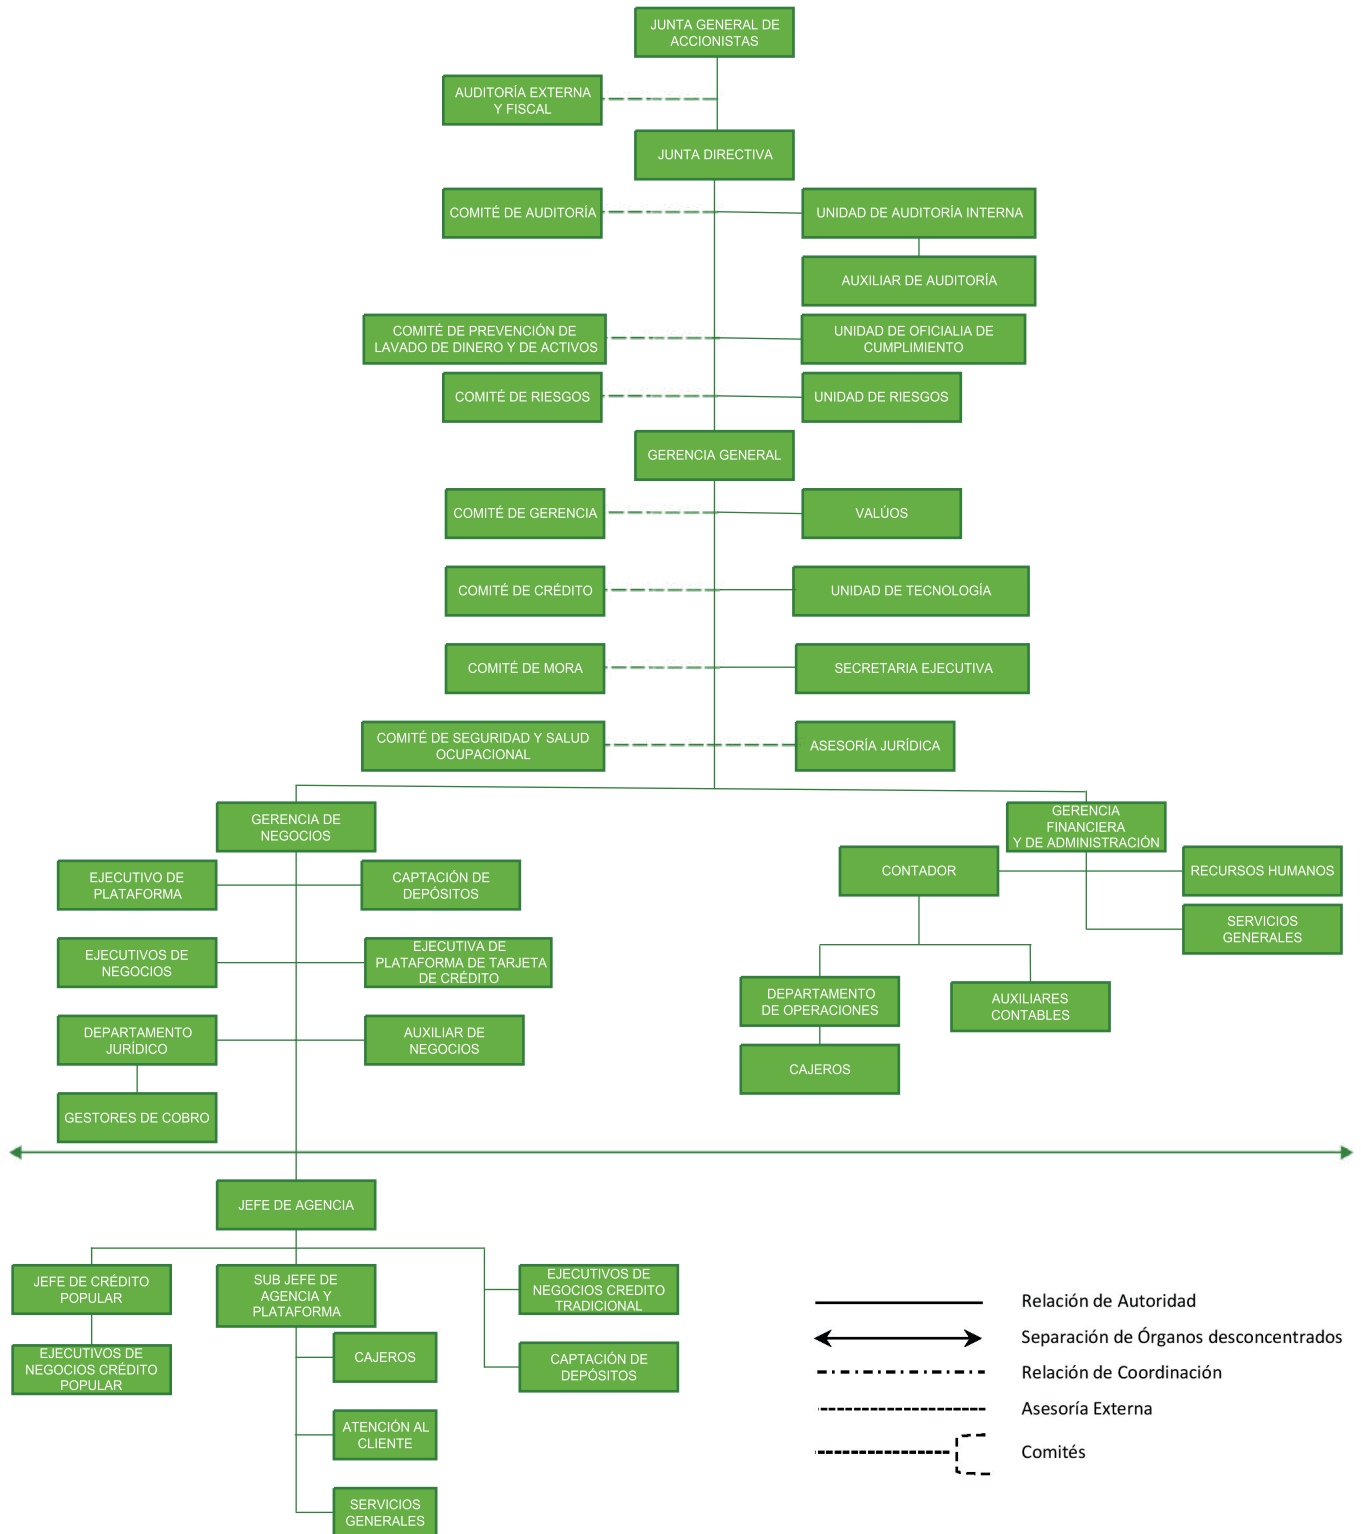 JUNTA GENERAL DE
ACCIONISTAS
AUDITORÍA EXTERNA
Y FISCAL
JUNTA DIRECTIVA
COMITÉ DE AUDITORÍA
UNIDAD DE AUDITORÍA INTERNA
AUXILIAR DE AUDITORÍA
COMITÉ DE PREVENCIÓN DE
LAVADO DE DINERO Y DE ACTIVOS
UNIDAD DE OFICIALIA DE
CUMPLIMIENTO
COMITÉ DE RIESGOS
UNIDAD DE RIESGOS
GERENCIA GENERAL
COMITÉ DE GERENCIA
VALÚOS
COMITÉ DE CRÉDITO
UNIDAD DE TECNOLOGÍA
COMITÉ DE MORA
SECRETARIA EJECUTIVA
COMITÉ DE SEGURIDAD Y SALUD
OCUPACIONAL
ASESORÍA JURÍDICA
GERENCIA DE
NEGOCIOS
GERENCIA
FINANCIERA
Y DE ADMINISTRACIÓN
EJECUTIVO DE
PLATAFORMA
CAPTACIÓN DE
DEPÓSITOS
CONTADOR
RECURSOS HUMANOS
SERVICIOS
GENERALES
EJECUTIVOS DE
NEGOCIOS
EJECUTIVA DE
PLATAFORMA DE TARJETA
DE CRÉDITO
DEPARTAMENTO
DE OPERACIONES
AUXILIARES
CONTABLES
DEPARTAMENTO
JURÍDICO
AUXILIAR DE
NEGOCIOS
CAJEROS
GESTORES DE COBRO
JEFE DE AGENCIA
JEFE DE CRÉDITO
POPULAR
SUB JEFE DE
AGENCIA Y
PLATAFORMA
EJECUTIVOS DE
NEGOCIOS CREDITO
TRADICIONAL
EJECUTIVOS DE
NEGOCIOS CRÉDITO
POPULAR
CAJEROS
CAPTACIÓN DE
DEPÓSITOS
ATENCIÓN AL
CLIENTE
SERVICIOS
GENERALES
Relación de Autoridad
Separación de Órganos desconcentrados
Relación de Coordinación
Asesoría Externa
Comités